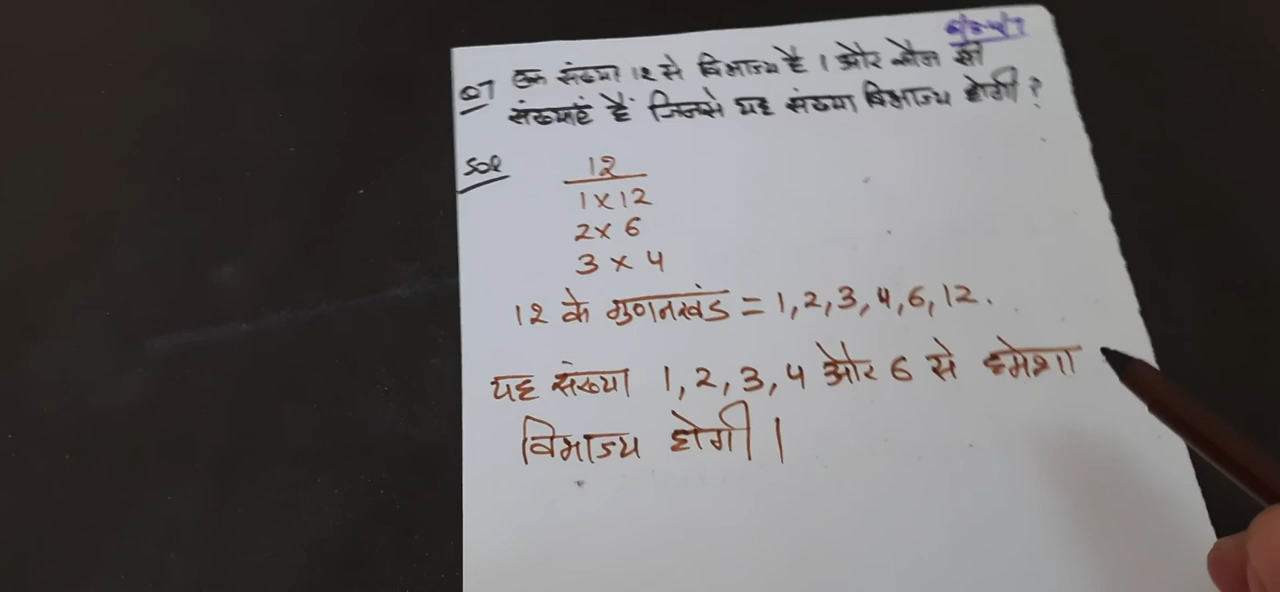 Q7 एक संख्या 12 से विभाज्य है । और कौन सी
संख्याएं हैं जिनसे यह संख्या विभाज्य होगी ?
Sol
12
1 × 12
2 × 6
3 × 4
12 के गुणनखंड = 1, 2, 3, 4, 6, 12.
यह संख्या 1, 2, 3, 4 और 6 से हमेशा
विभाज्य होगी ।